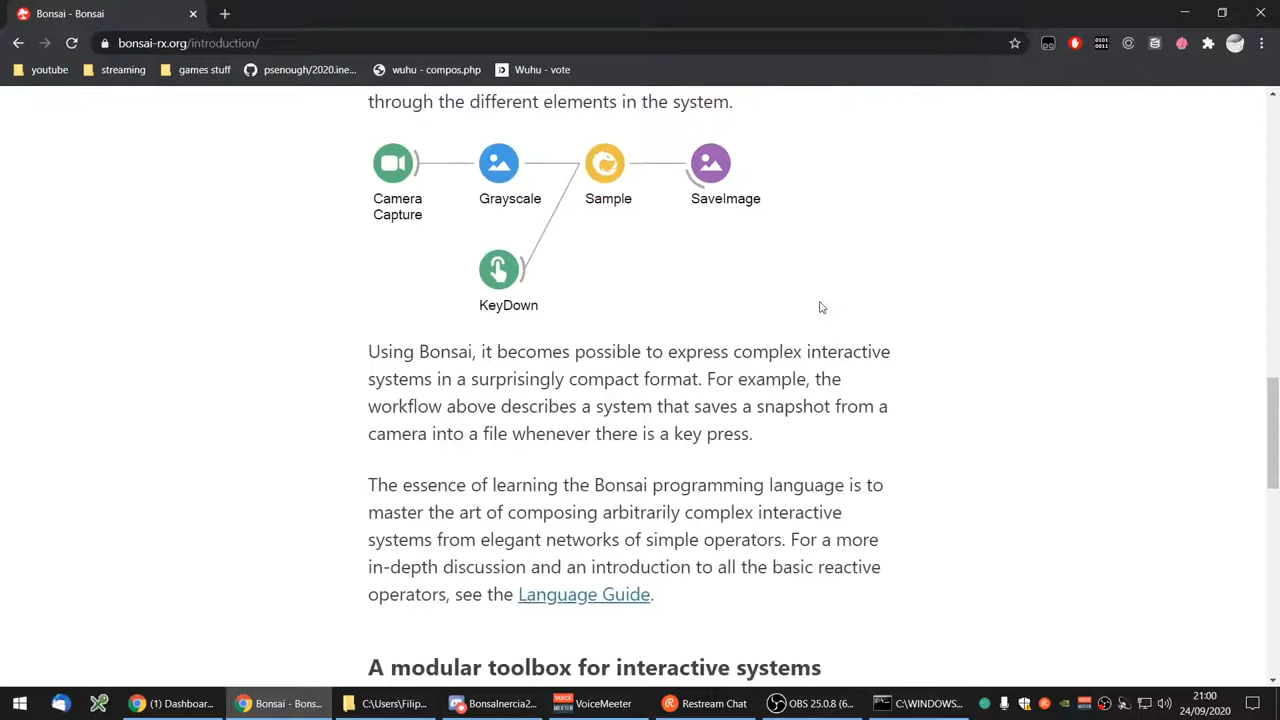 Bonsai - Bonsai
bonsai-rx.org/introduction/
youtube
streaming
games stuff
psenough/2020.ine...
wuhu - compos.php
Wuhu - vote
through the different elements in the system.
Camera
Capture
Grayscale
Sample
SaveImage
KeyDown
Using Bonsai, it becomes possible to express complex interactive
systems in a surprisingly compact format. For example, the
workflow above describes a system that saves a snapshot from a
camera into a file whenever there is a key press.
The essence of learning the Bonsai programming language is to
master the art of composing arbitrarily complex interactive
systems from elegant networks of simple operators. For a more
in-depth discussion and an introduction to all the basic reactive
operators, see the Language Guide.
A modular toolbox for interactive systems
(1) Dashboar...
Bonsai - Bons...
C:\Users\Filip...
BonsaInercia2...
VoiceMeeter
Restream Chat
OBS 25.0.8 (6...
C:\WINDOWS...
21:00
24/09/2020